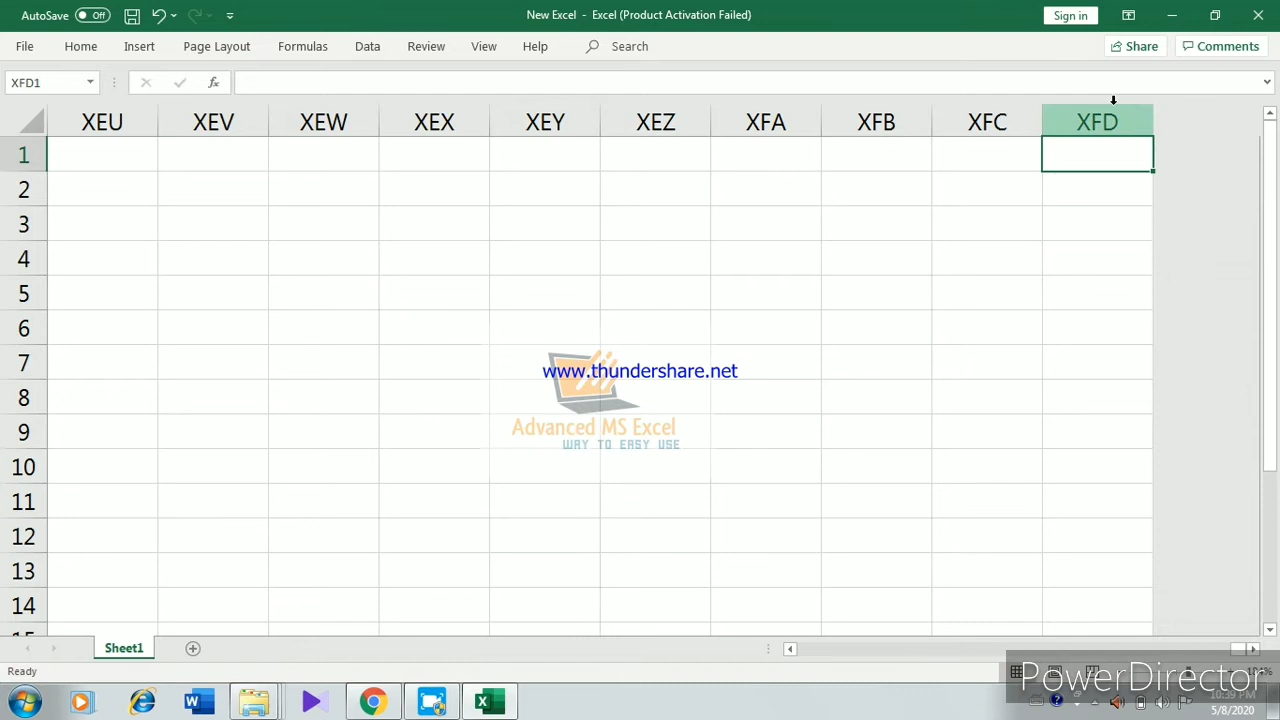 AutoSave Off New Excel - Excel (Product Activation Failed) Sign in
File Home Insert Page Layout Formulas Data Review View Help Search Share Comments
XFD1 fx
XEU XEV XEW XEX XEY XEZ XFA XFB XFC XFD
1
2
3
4
5
6
7
8
9
10
11
12
13
14
www.thundershare.net
Advanced MS Excel
WAY TO EASY USE
Sheet1
Ready
PowerDirector
10:39 PM
5/8/2020